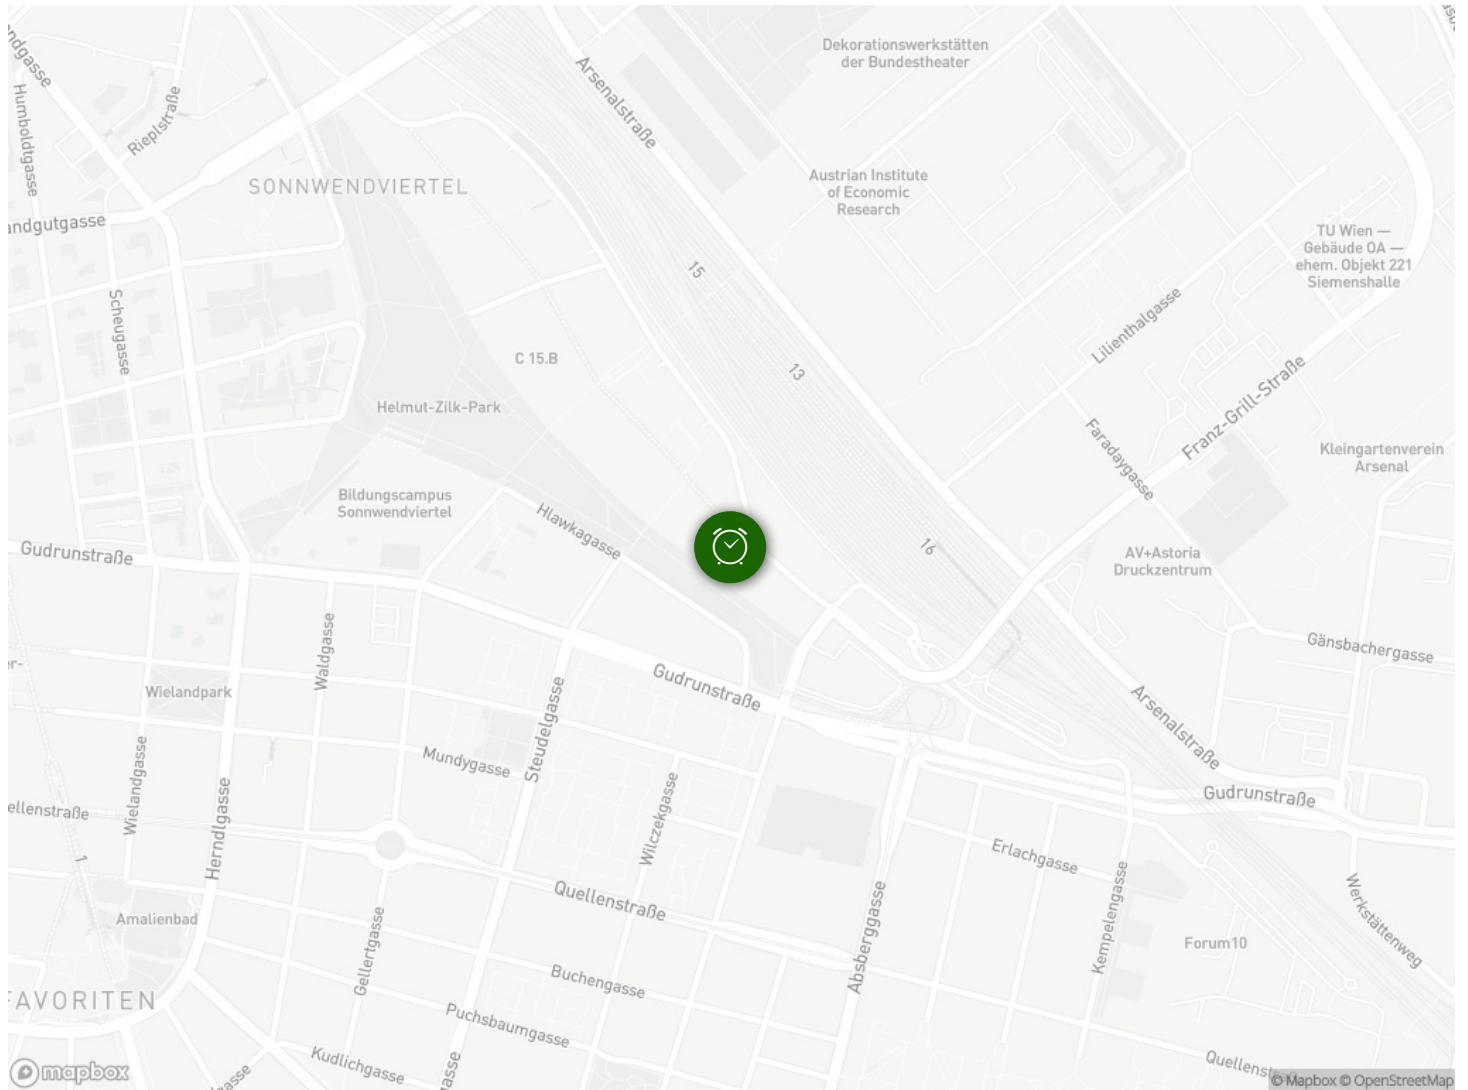 Dekorationswerkstätten
der Bundestheater
Arsenalstraße
Humboldtgasse
Rieplstraße
SONNWENDVIERTEL
Austrian Institute
of Economic
Research
TU Wien —
Gebäude OA —
ehem. Objekt 221
Siemenshalle
15
Scheugasse
Lilienthalgasse
C 15.B
13
Helmut-Zilk-Park
Franz-Grill-Straße
Faradaygasse
Kleingartenverein
Arsenal
Bildungscampus
Sonnwendviertel
Hlawkagasse
16
Gudrunstraße
AV+Astoria
Druckzentrum
Waldgasse
Gänsbachergasse
Wielandpark
Gudrunstraße
Steudelgasse
Arsenalstraße
Mundygasse
Wielandgasse
Herndlgasse
Wilczekgasse
Gudrunstraße
ellenstraße
1
Erlachgasse
Quellenstraße
Kempelengasse
Absberggasse
Werkstättenweg
Amalienbad
Gellertgasse
Forum10
Buchengasse
FAVORITEN
Puchsbaumgasse
Kudlichgasse
mapbox
© Mapbox © OpenStreetMap